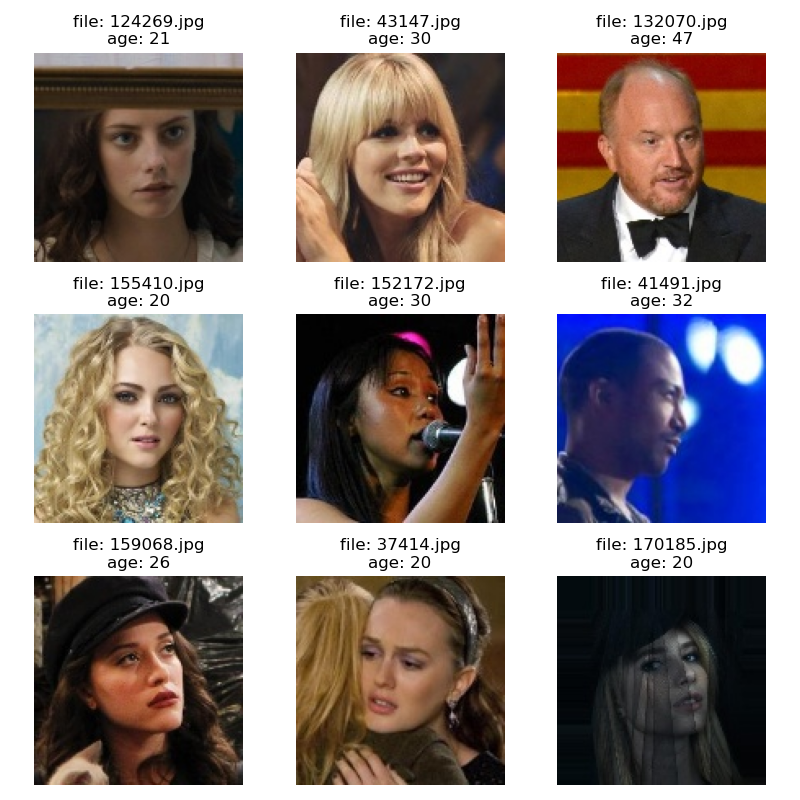 file: 124269.jpg
age: 21
file: 43147.jpg
age: 30
file: 132070.jpg
age: 47
file: 155410.jpg
age: 20
file: 152172.jpg
age: 30
file: 41491.jpg
age: 32
file: 159068.jpg
age: 26
file: 37414.jpg
age: 20
file: 170185.jpg
age: 20